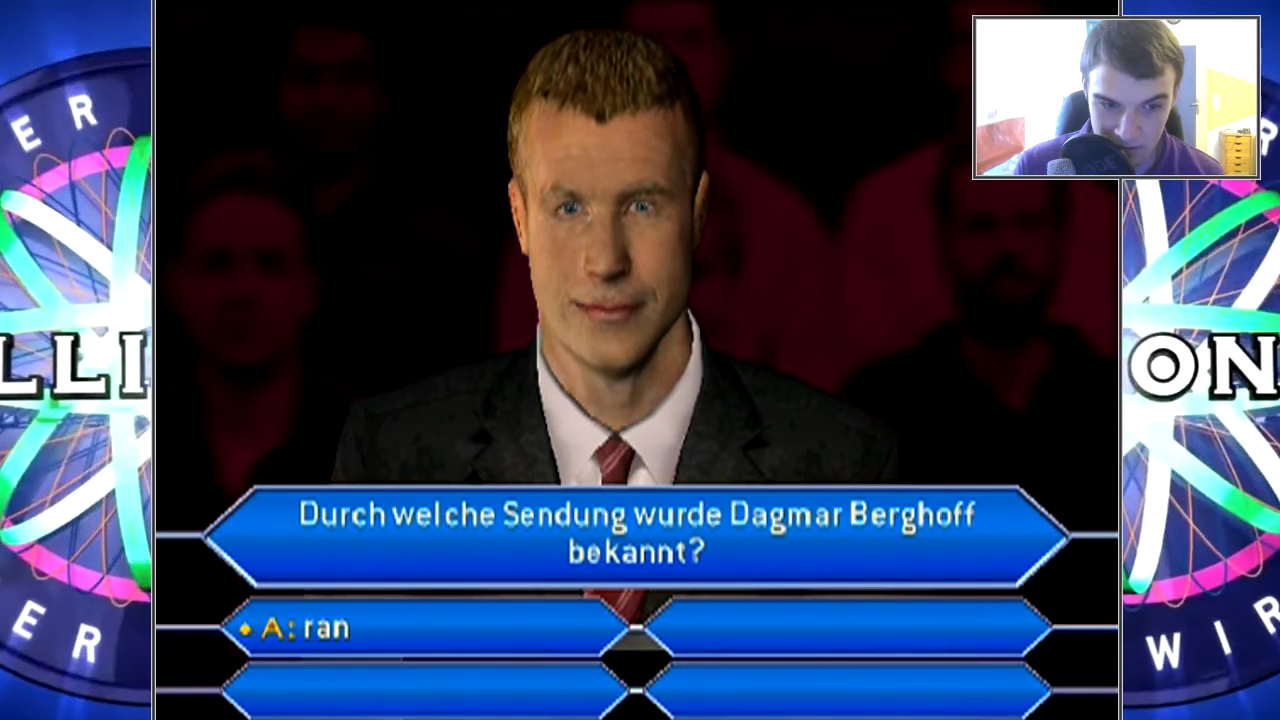 ER
LLI
ER
Durch welche Sendung wurde Dagmar Berghoff
bekannt?
A: ran
ON
WIR